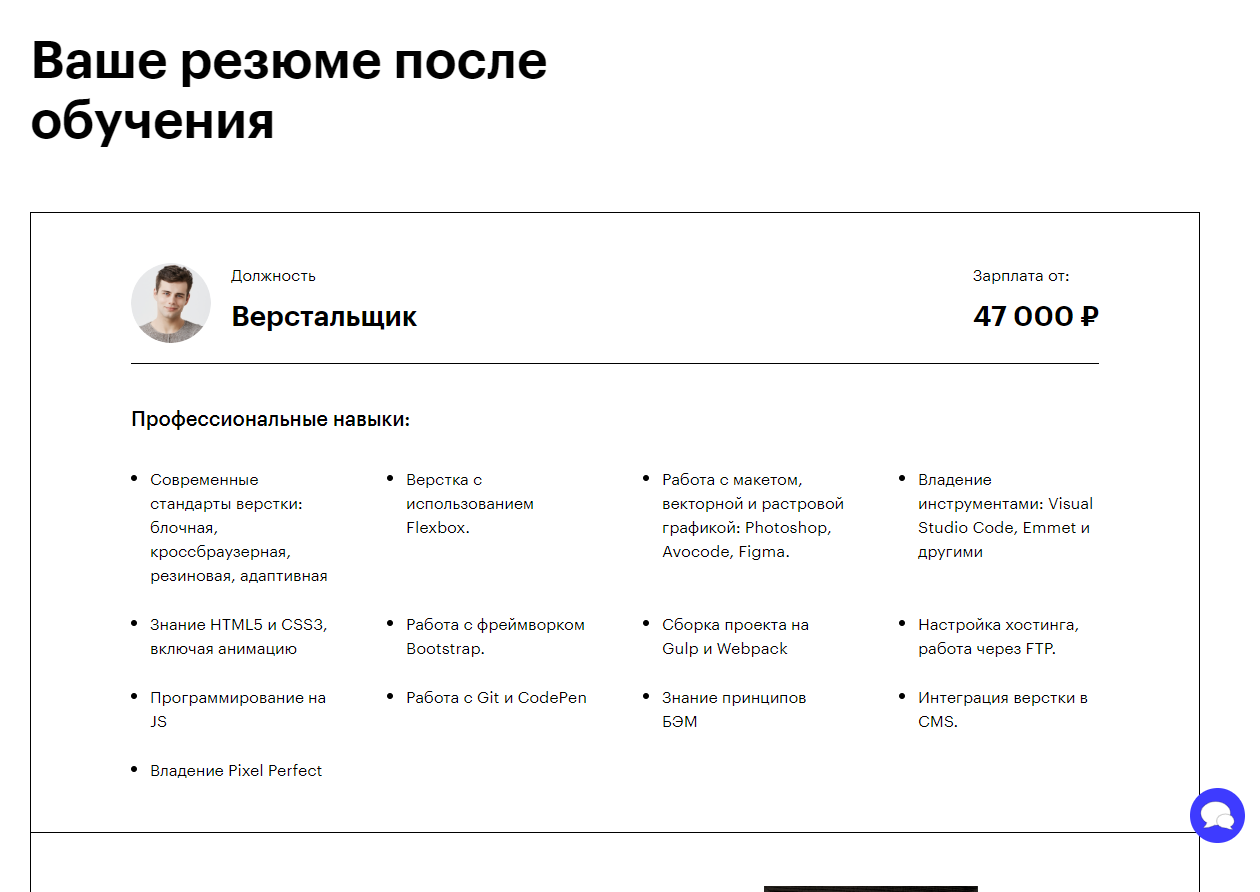 Ваше резюме после
обучения
Должность
Верстальщик
Зарплата от:
47 000 ₽
Профессиональные навыки:
Современные
стандарты верстки:
блочная,
кроссбраузерная,
резиновая, адаптивная
Верстка с
использованием
Flexbox.
Работа с макетом,
векторной и растровой
графикой: Photoshop,
Avocode, Figma.
Владение
инструментами: Visual
Studio Code, Emmet и
другими
Знание HTML5 и CSS3,
включая анимацию
Работа с фреймворком
Bootstrap.
Сборка проекта на
Gulp и Webpack
Настройка хостинга,
работа через FTP.
Программирование на
JS
Работа с Git и CodePen
Знание принципов
БЭМ
Интеграция верстки в
CMS.
Владение Pixel Perfect